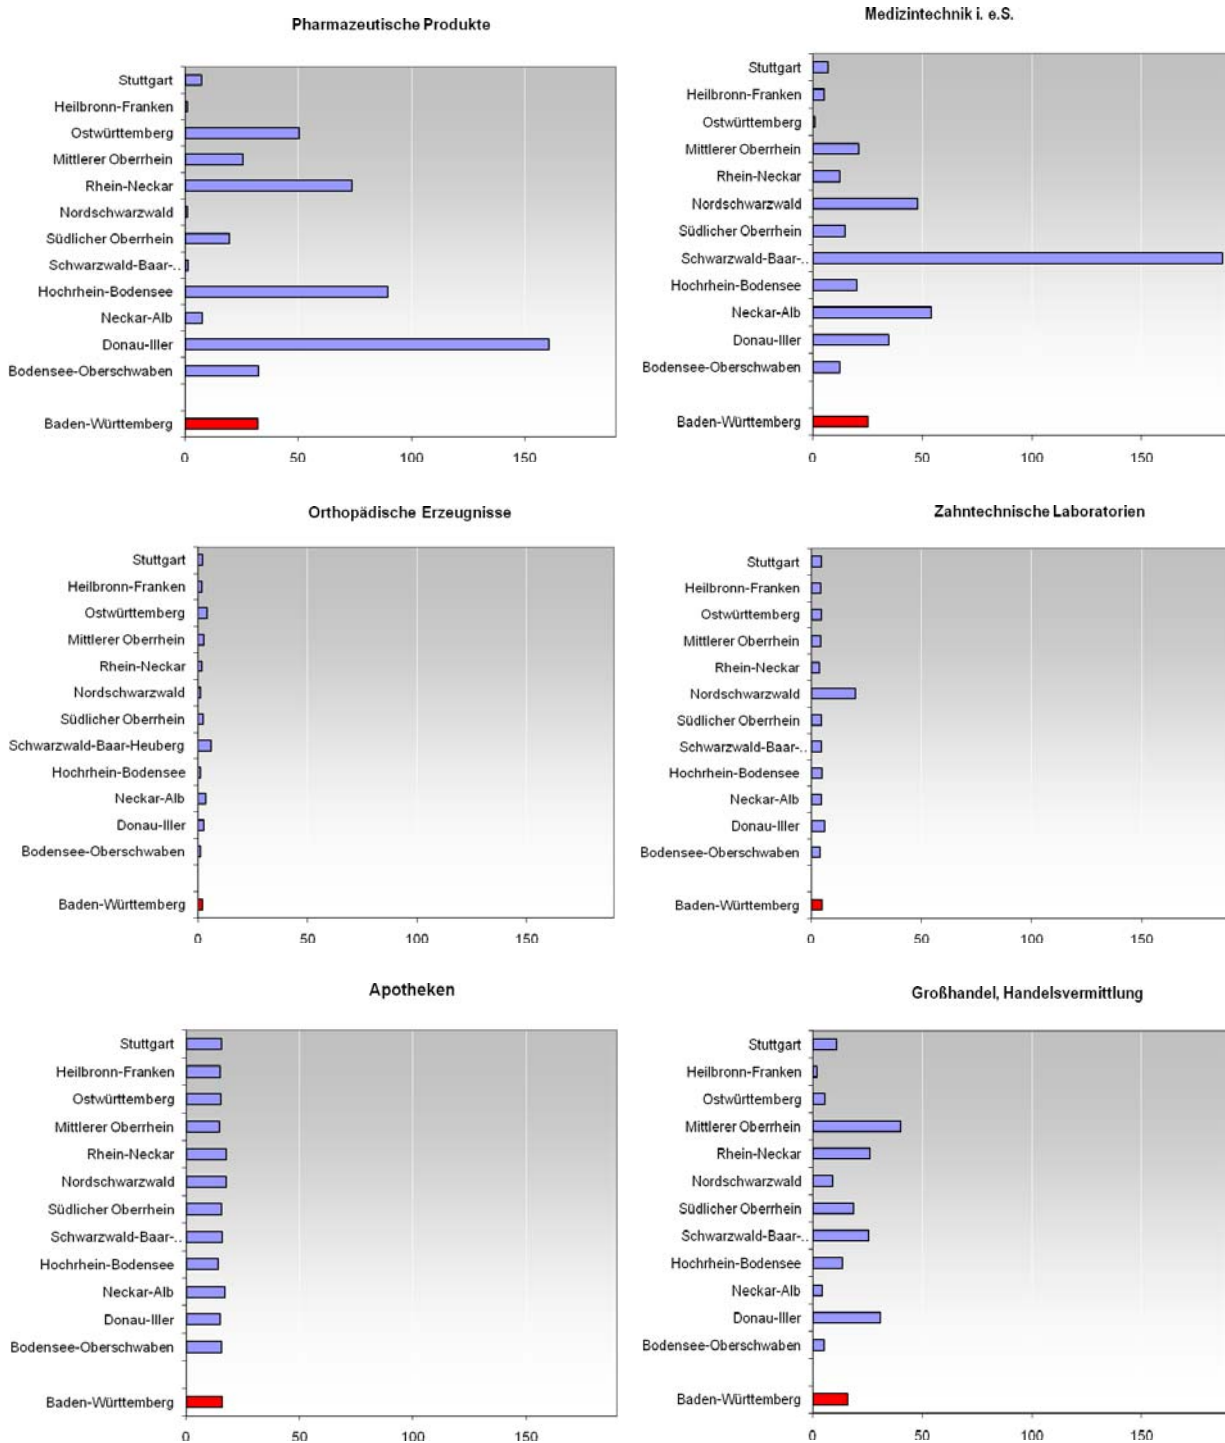 Pharmazeutische Produkte
Stuttgart
Heilbronn-Franken
Ostwürttemberg
Mittlerer Oberrhein
Rhein-Neckar
Nordschwarzwald
Südlicher Oberrhein
Schwarzwald-Baar-..
Hochrhein-Bodensee
Neckar-Alb
Donau-Iller
Bodensee-Oberschwaben
Baden-Württemberg
0 50 100 150
Medizintechnik i. e.S.
Stuttgart
Heilbronn-Franken
Ostwürttemberg
Mittlerer Oberrhein
Rhein-Neckar
Nordschwarzwald
Südlicher Oberrhein
Schwarzwald-Baar-..
Hochrhein-Bodensee
Neckar-Alb
Donau-Iller
Bodensee-Oberschwaben
Baden-Württemberg
0 50 100 150
Orthopädische Erzeugnisse
Stuttgart
Heilbronn-Franken
Ostwürttemberg
Mittlerer Oberrhein
Rhein-Neckar
Nordschwarzwald
Südlicher Oberrhein
Schwarzwald-Baar-Heuberg
Hochrhein-Bodensee
Neckar-Alb
Donau-Iller
Bodensee-Oberschwaben
Baden-Württemberg
0 50 100 150
Zahntechnische Laboratorien
Stuttgart
Heilbronn-Franken
Ostwürttemberg
Mittlerer Oberrhein
Rhein-Neckar
Nordschwarzwald
Südlicher Oberrhein
Schwarzwald-Baar-..
Hochrhein-Bodensee
Neckar-Alb
Donau-Iller
Bodensee-Oberschwaben
Baden-Württemberg
0 50 100 150
Apotheken
Stuttgart
Heilbronn-Franken
Ostwürttemberg
Mittlerer Oberrhein
Rhein-Neckar
Nordschwarzwald
Südlicher Oberrhein
Schwarzwald-Baar-..
Hochrhein-Bodensee
Neckar-Alb
Donau-Iller
Bodensee-Oberschwaben
Baden-Württemberg
0 50 100 150
Großhandel, Handelsvermittlung
Stuttgart
Heilbronn-Franken
Ostwürttemberg
Mittlerer Oberrhein
Rhein-Neckar
Nordschwarzwald
Südlicher Oberrhein
Schwarzwald-Baar-..
Hochrhein-Bodensee
Neckar-Alb
Donau-Iller
Bodensee-Oberschwaben
Baden-Württemberg
0 50 100 150